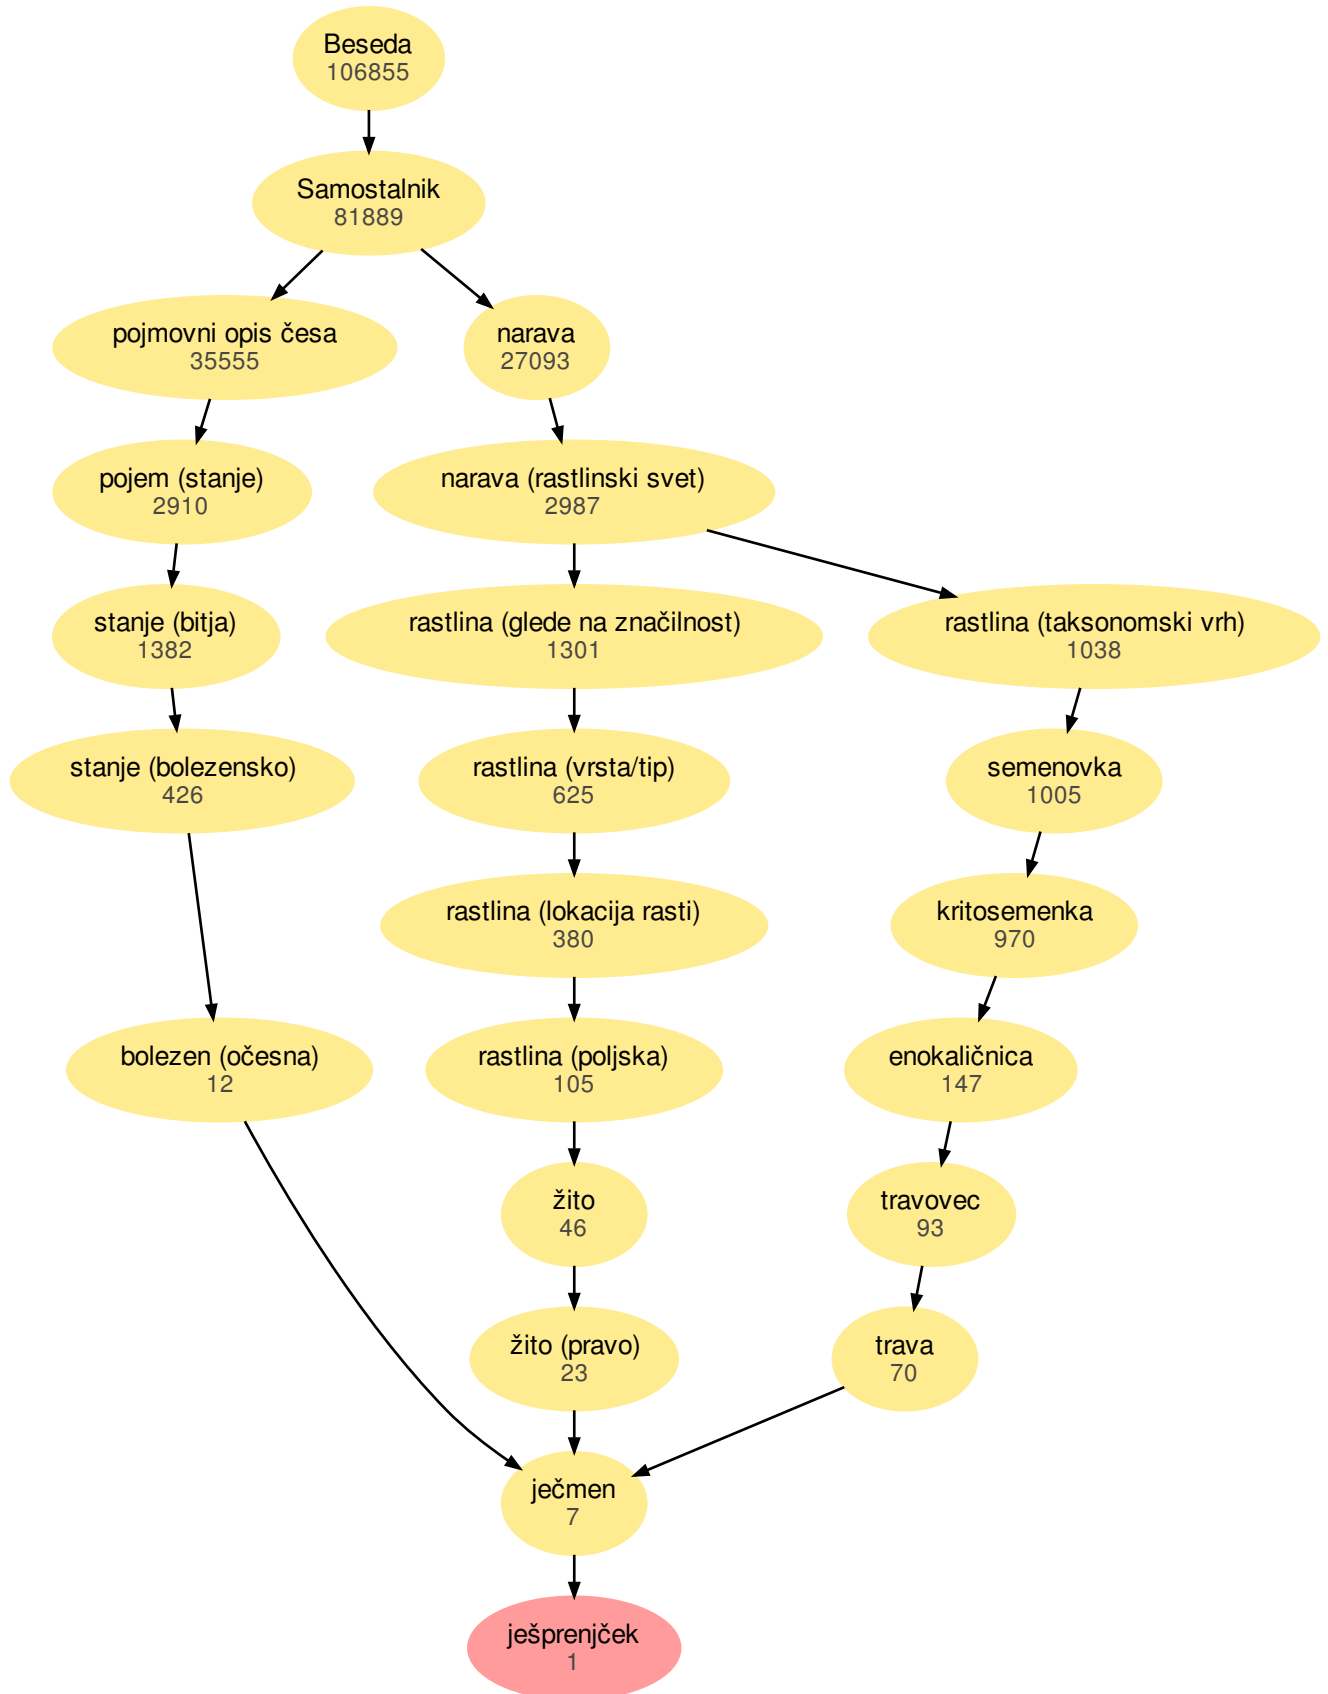 Beseda
106855
Samostalnik
81889
pojmovni opis česa
35555
narava
27093
pojem (stanje)
2910
narava (rastlinski svet)
2987
stanje (bitja)
1382
rastlina (glede na značilnost)
1301
rastlina (taksonomski vrh)
1038
stanje (bolezensko)
426
rastlina (vrsta/tip)
625
semenovka
1005
rastlina (lokacija rasti)
380
kritosemenka
970
bolezen (očesna)
12
rastlina (poljska)
105
enokaličnica
147
žito
46
travovec
93
žito (pravo)
23
trava
70
ječmen
7
ješprenjček
1